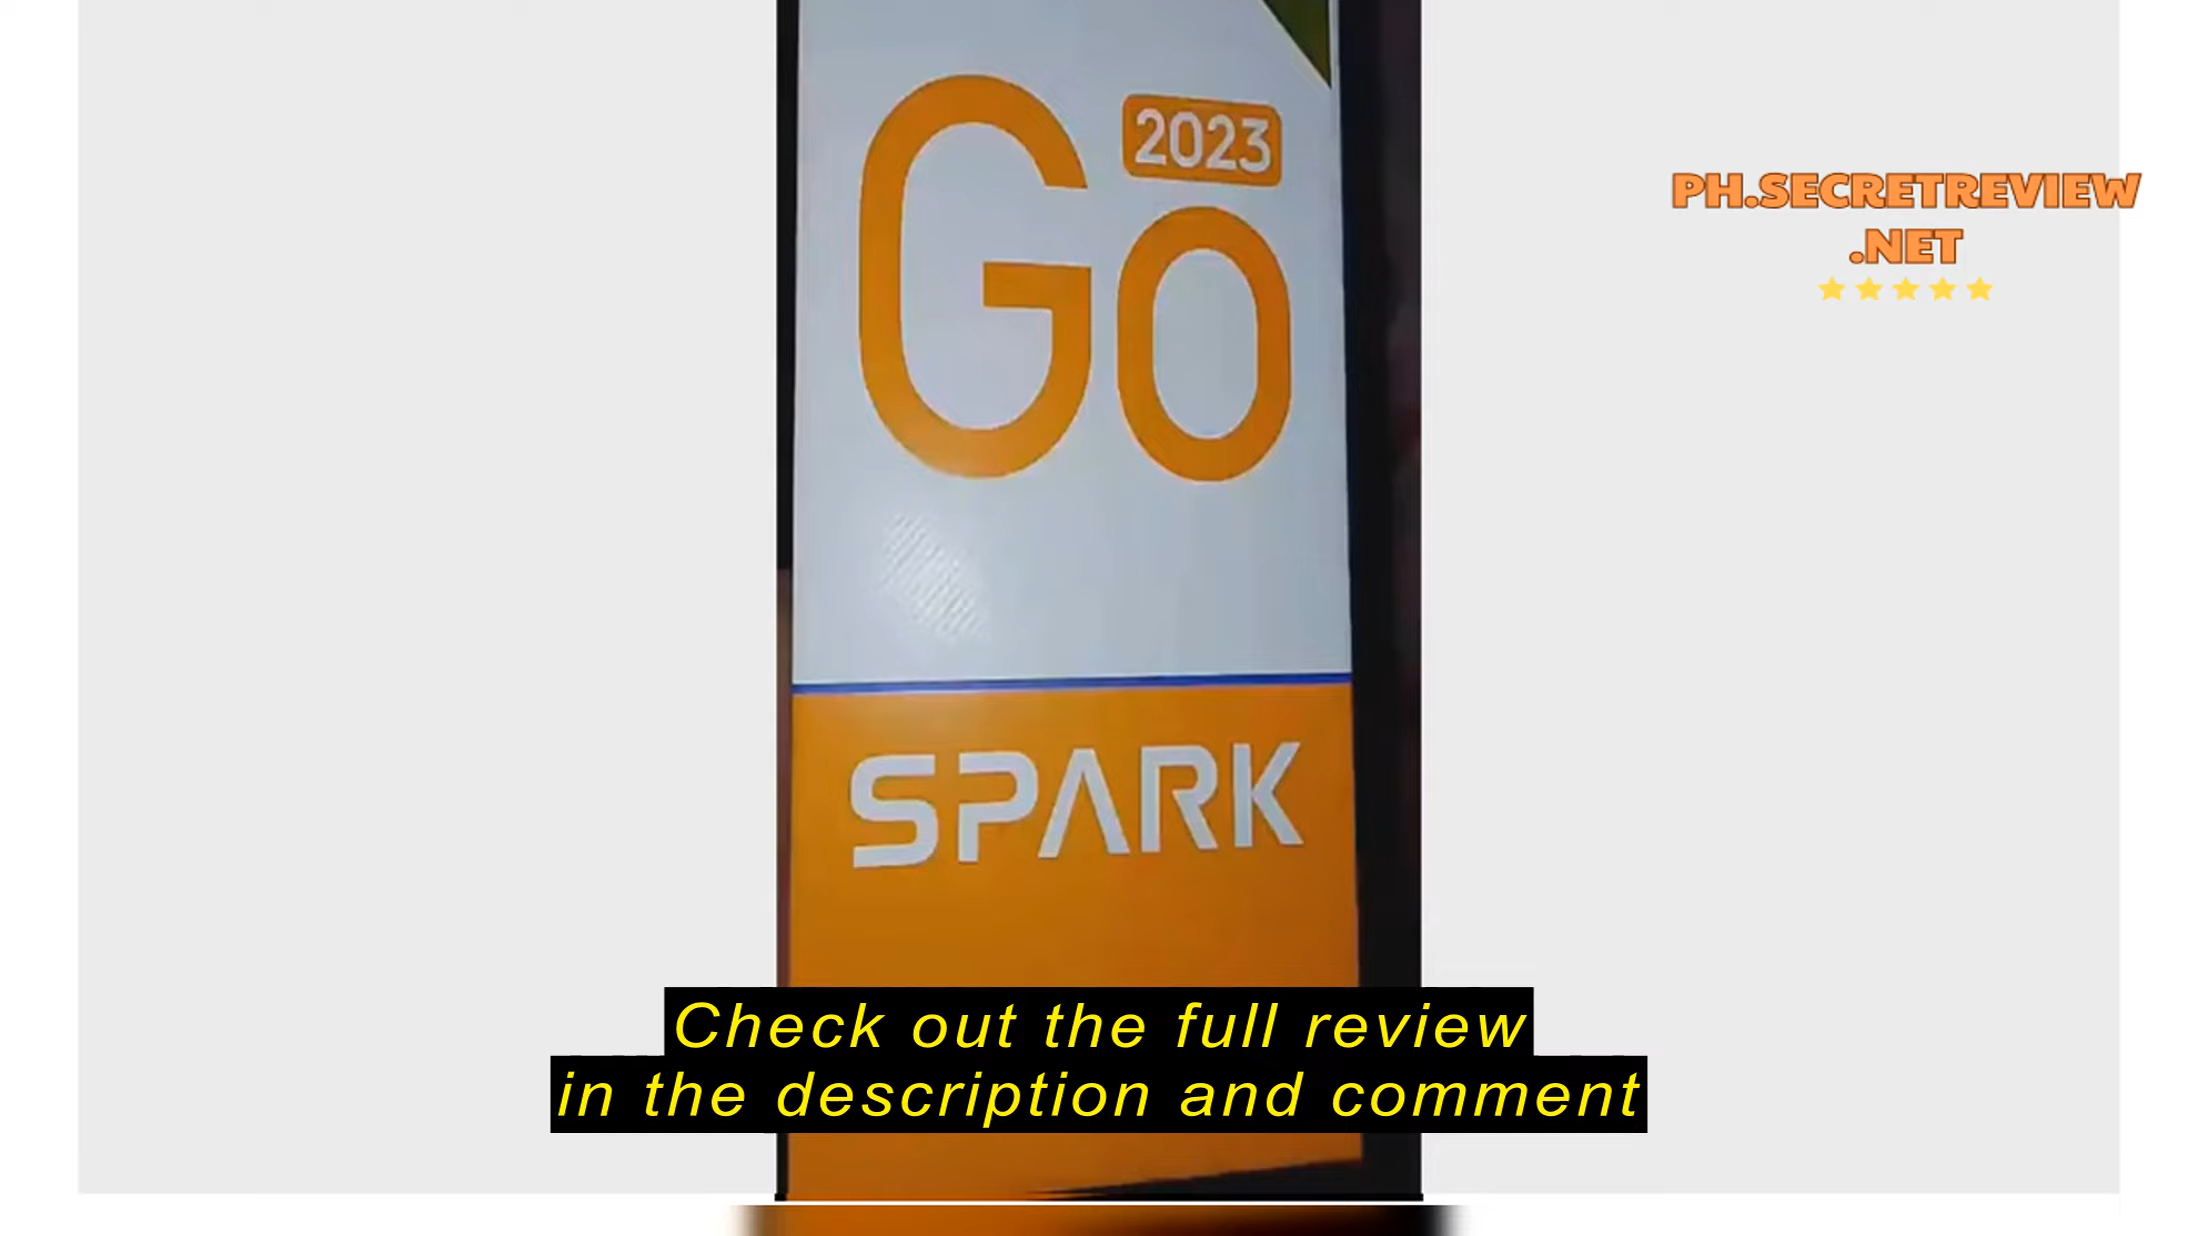 Go
2023
SPARK
PH.SECRETREVIEW
.NET
Check out the full review
in the description and comment